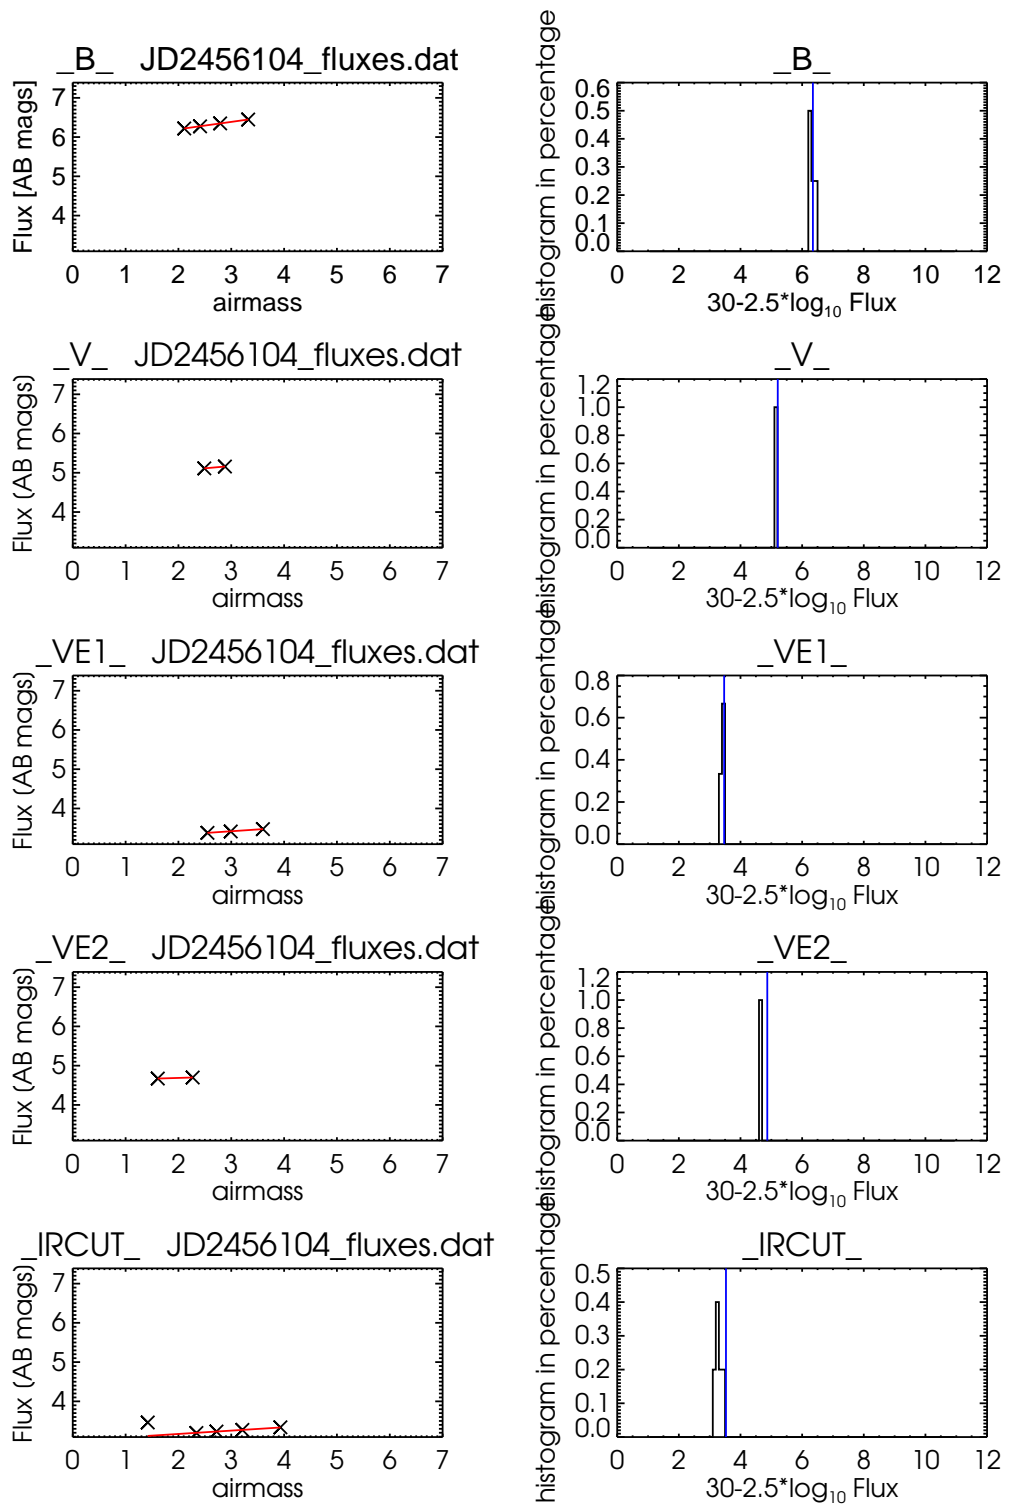 _B_ JD2456104_fluxes.dat
Flux [AB mags]
7
6
5
4
0 1 2 3 4 5 6 7
airmass
_B_
histogram in percentage
0.6
0.5
0.4
0.3
0.2
0.1
0.0
0 2 4 6 8 10 12
30-2.5*log10 Flux
_V_ JD2456104_fluxes.dat
Flux (AB mags)
7
6
5
4
0 1 2 3 4 5 6 7
airmass
_V_
histogram in percentage
1.2
1.0
0.8
0.6
0.4
0.2
0.0
0 2 4 6 8 10 12
30-2.5*log10 Flux
_VE1_ JD2456104_fluxes.dat
Flux (AB mags)
7
6
5
4
0 1 2 3 4 5 6 7
airmass
_VE1_
histogram in percentage
0.8
0.6
0.4
0.2
0.0
0 2 4 6 8 10 12
30-2.5*log10 Flux
_VE2_ JD2456104_fluxes.dat
Flux (AB mags)
7
6
5
4
0 1 2 3 4 5 6 7
airmass
_VE2_
histogram in percentage
1.2
1.0
0.8
0.6
0.4
0.2
0.0
0 2 4 6 8 10 12
30-2.5*log10 Flux
_IRCUT_ JD2456104_fluxes.dat
Flux (AB mags)
7
6
5
4
0 1 2 3 4 5 6 7
airmass
_IRCUT_
histogram in percentage
0.5
0.4
0.3
0.2
0.1
0.0
0 2 4 6 8 10 12
30-2.5*log10 Flux